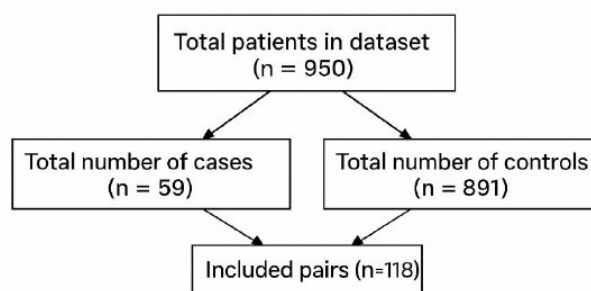 Total patients in dataset
(n = 950)
Total number of cases
(n = 59)
Total number of controls
(n = 891)
Included pairs (n=118)